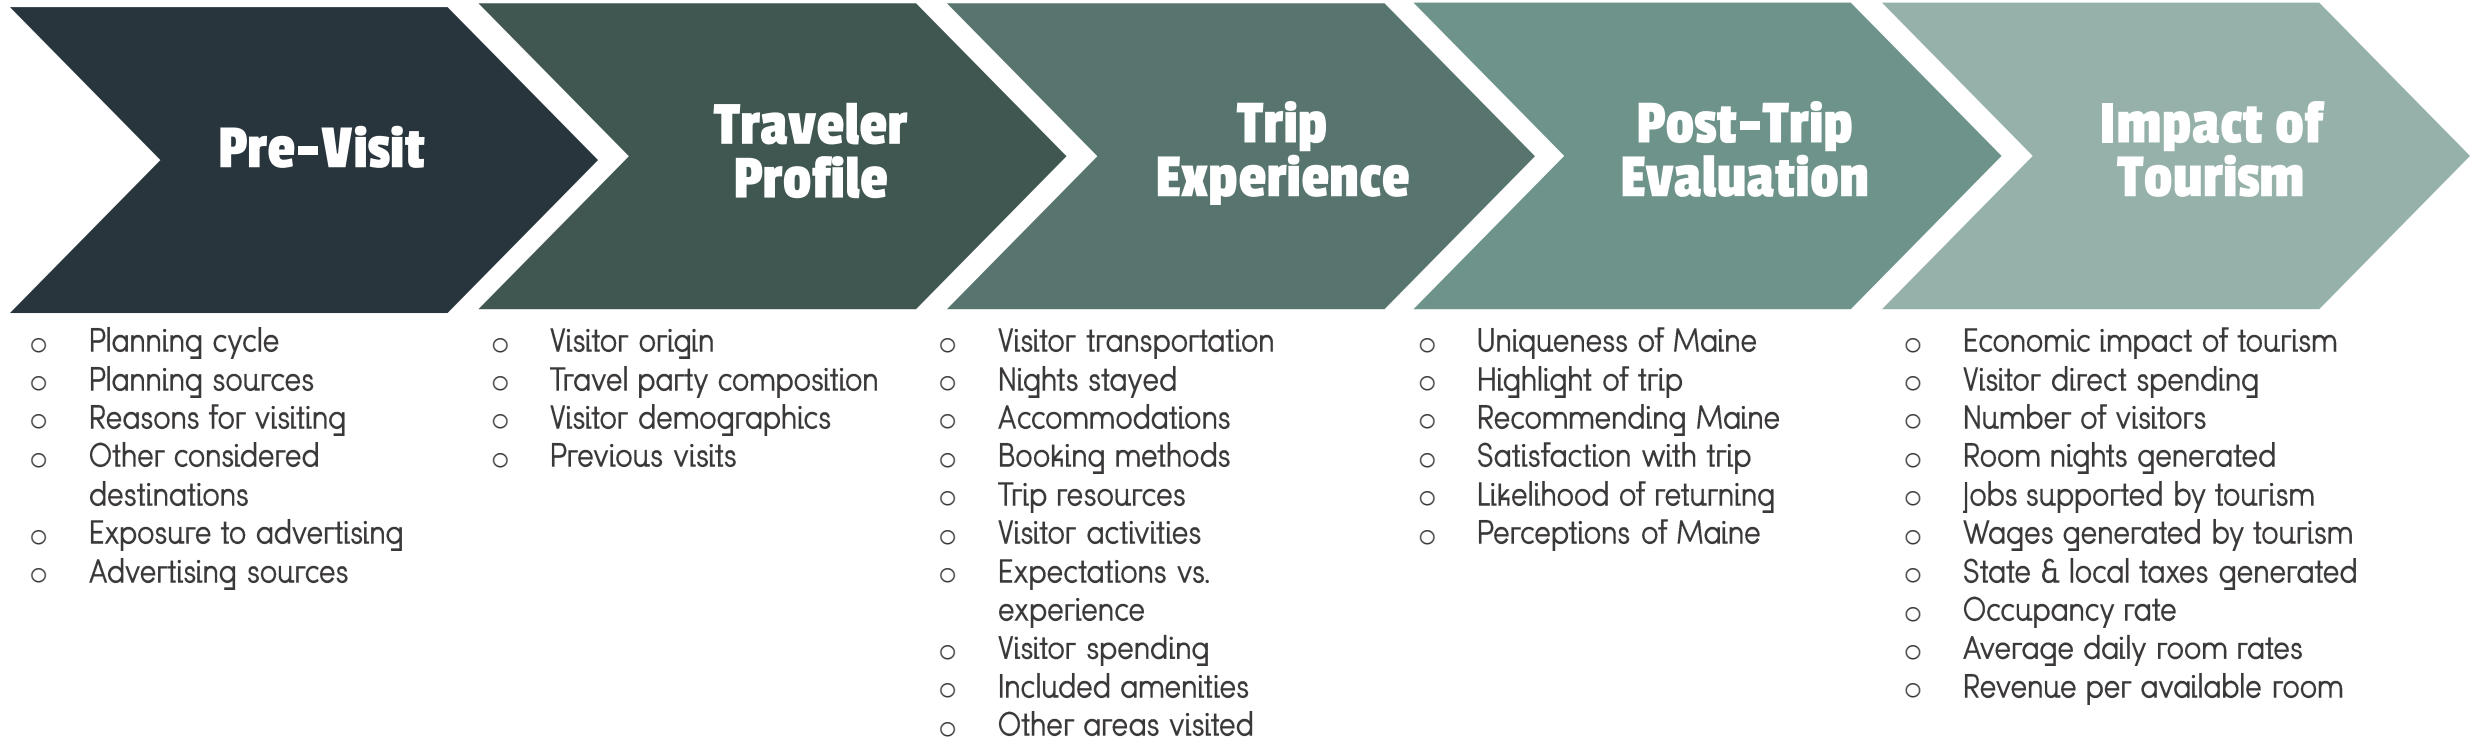 Pre-Visit
Planning cycle
Planning sources
Reasons for visiting
Other considered
destinations
Exposure to advertising
Advertising sources
Traveler
Profile
Visitor origin
Travel party composition
Visitor demographics
Previous visits
Trip
Experience
Visitor transportation
Nights stayed
Accommodations
Booking methods
Trip resources
Visitor activities
Expectations vs.
experience
Visitor spending
Included amenities
Other areas visited
Post-Trip
Evaluation
Uniqueness of Maine
Highlight of trip
Recommending Maine
Satisfaction with trip
Likelihood of returning
Perceptions of Maine
Impact of
Tourism
Economic impact of tourism
Visitor direct spending
Number of visitors
Room nights generated
Jobs supported by tourism
Wages generated by tourism
State & local taxes generated
Occupancy rate
Average daily room rates
Revenue per available room